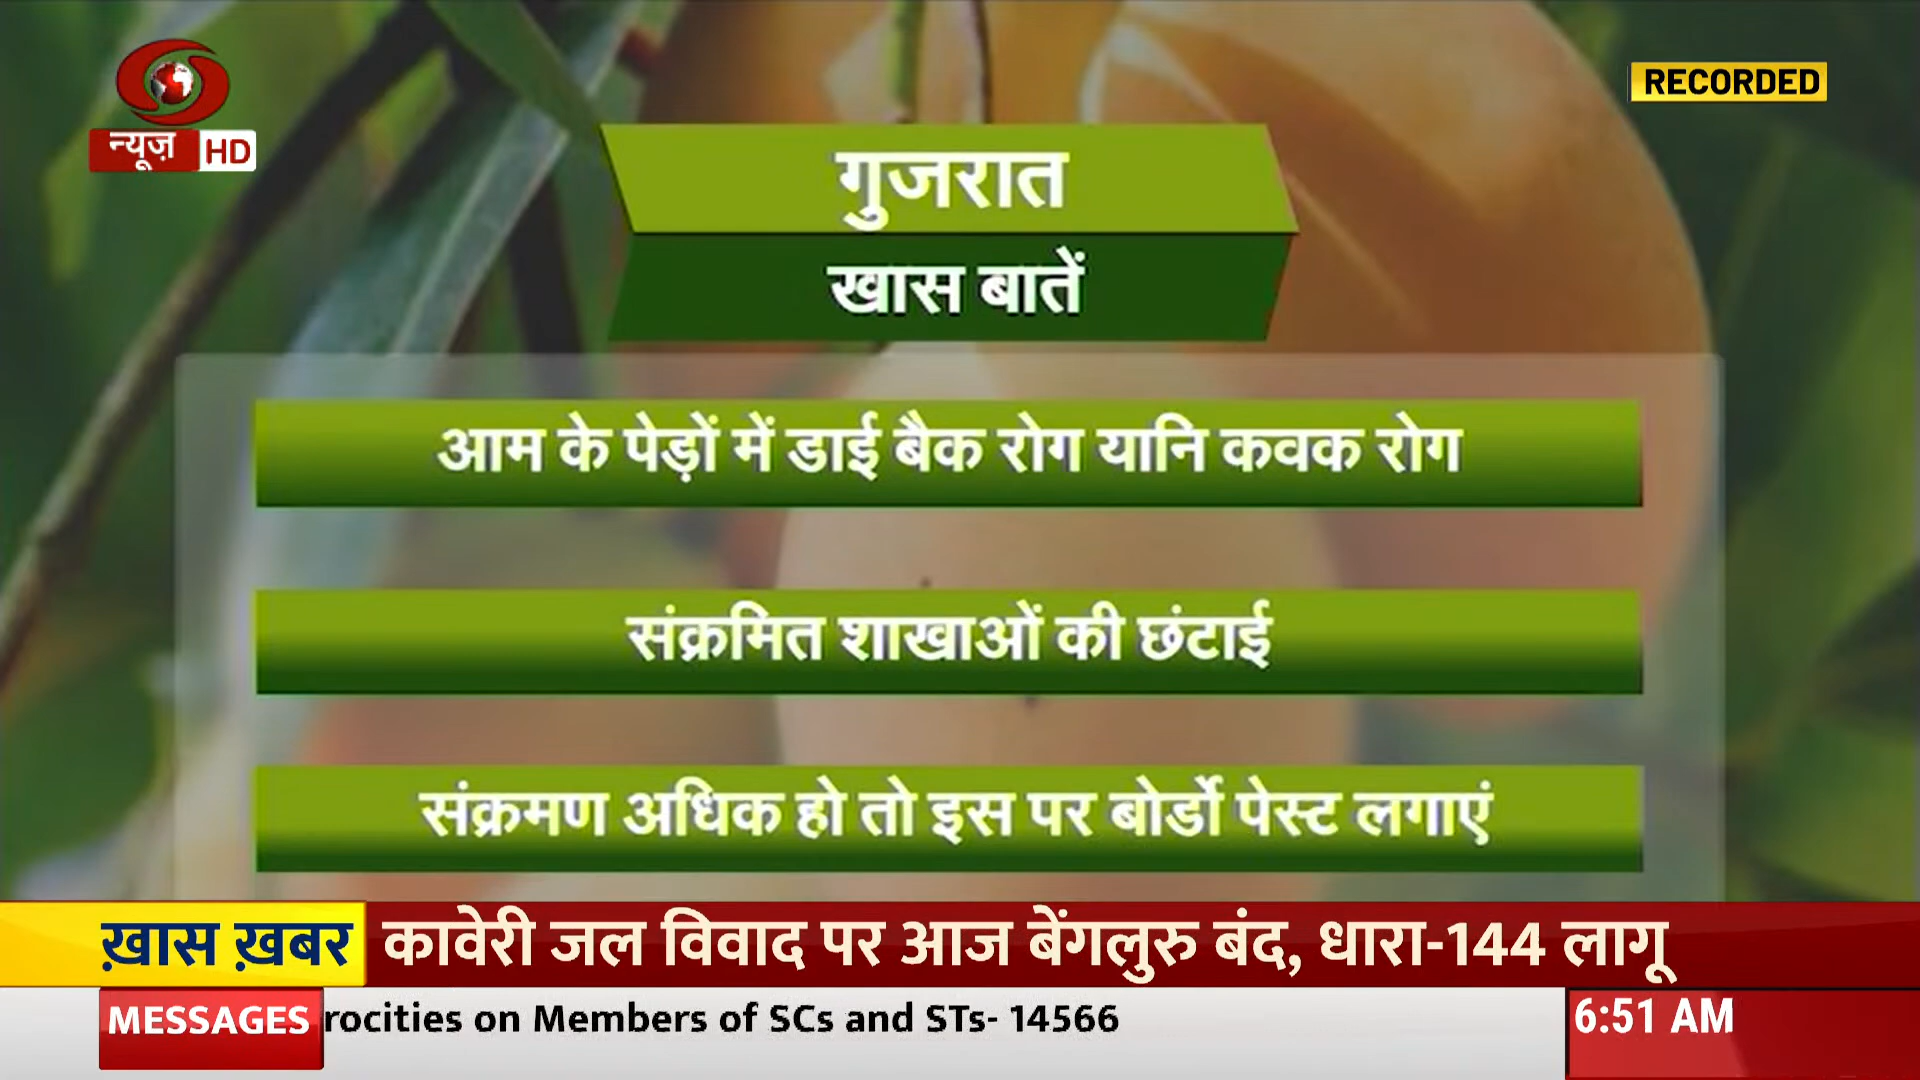 न्यूज़ HD
RECORDED
गुजरात
खास बातें
आम के पेड़ों में डाई बैक रोग यानि कवक रोग
संक्रमित शाखाओं की छंटाई
संक्रमण अधिक हो तो इस पर बोर्डो पेस्ट लगाएं
ख़ास ख़बर कावेरी जल विवाद पर आज बेंगलुरु बंद, धारा-144 लागू
MESSAGES rocities on Members of SCs and STs- 14566 6:51 AM